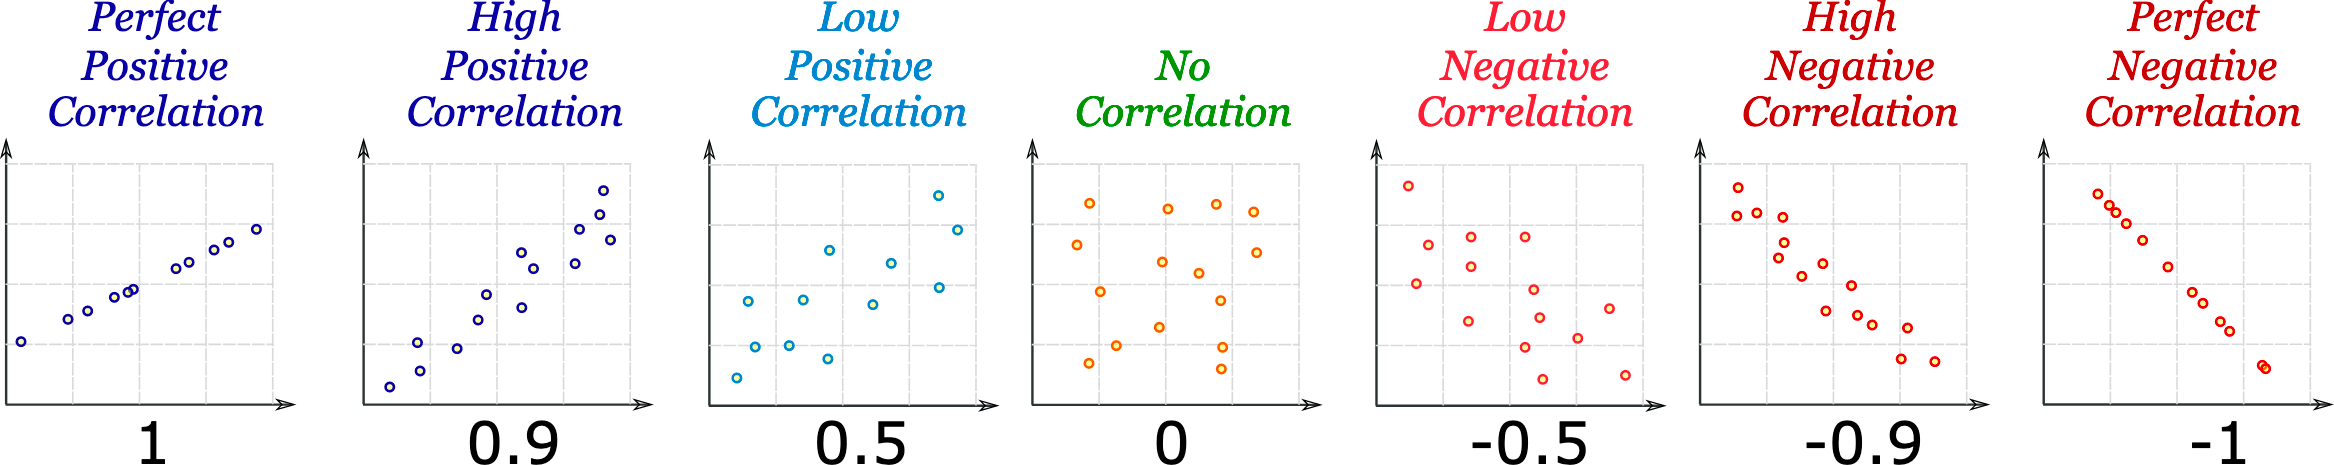 Perfect
Positive
Correlation
1
High
Positive
Correlation
0.9
Low
Positive
Correlation
0.5
No
Correlation
0
Low
Negative
Correlation
-0.5
High
Negative
Correlation
-0.9
Perfect
Negative
Correlation
-1